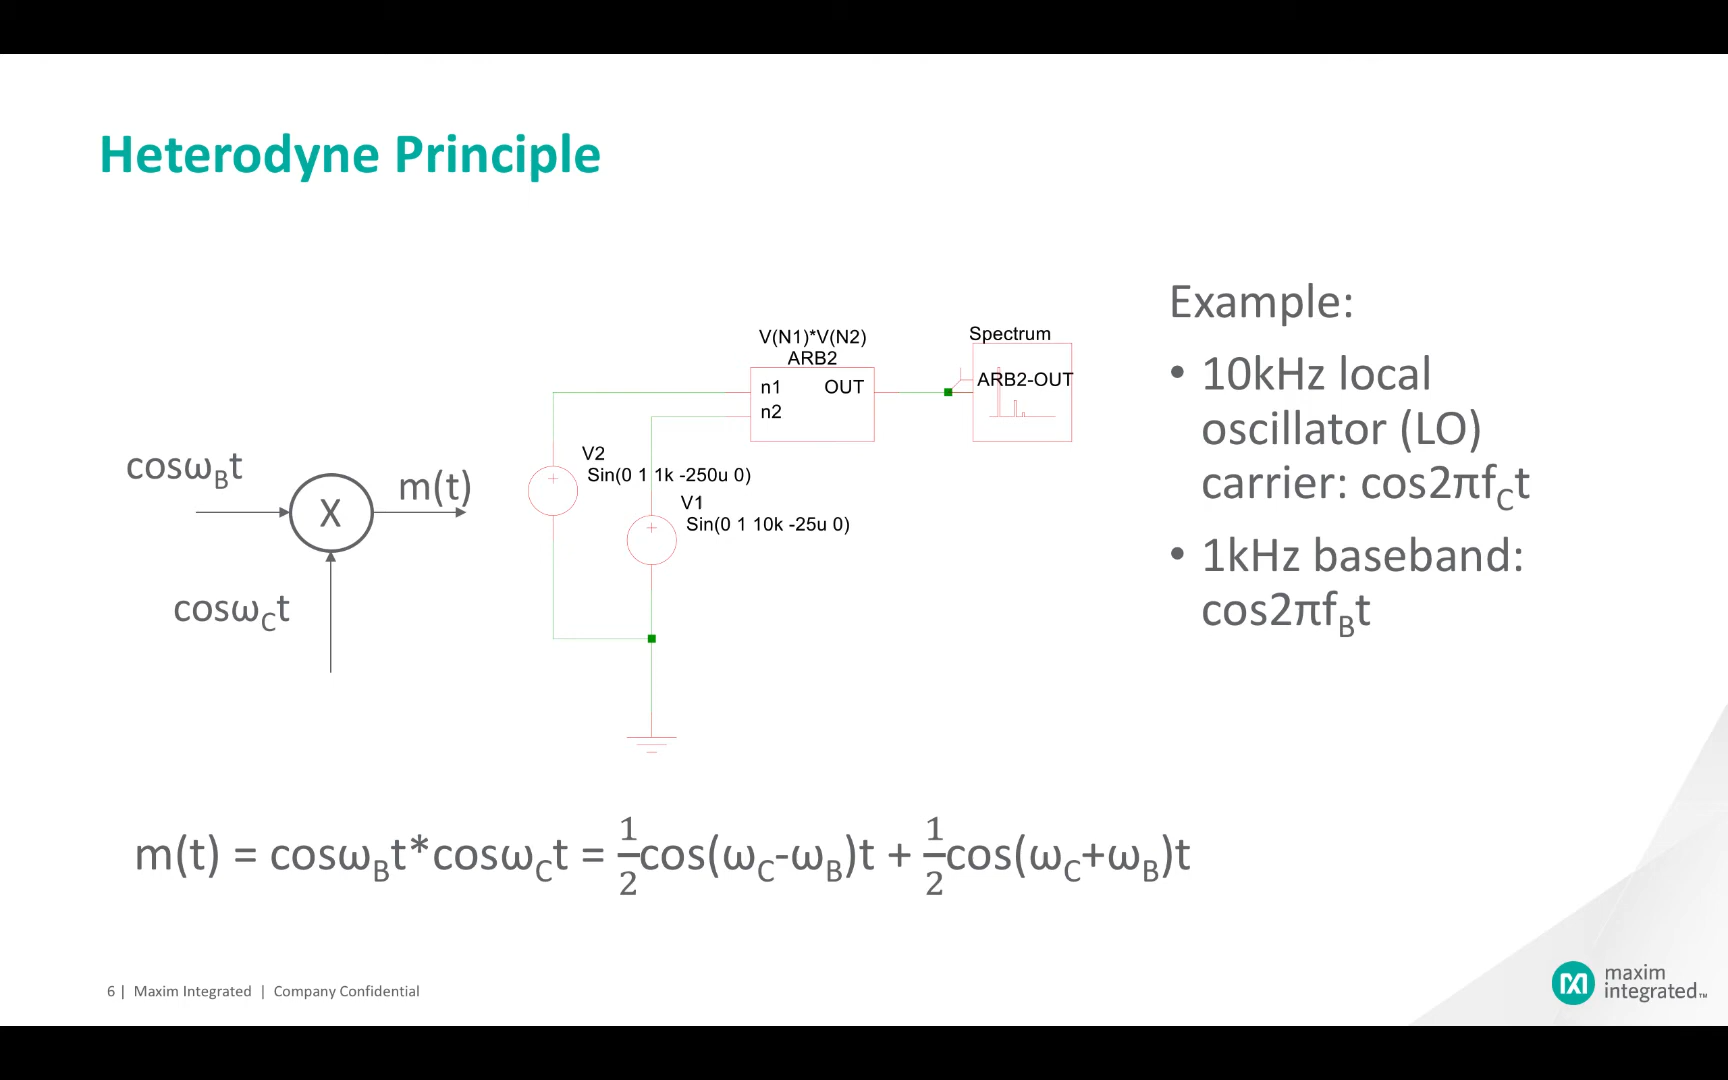 Heterodyne Principle
Example:
• 10kHz local
oscillator (LO)
carrier: cos2πf_Ct
• 1kHz baseband:
cos2πf_Bt
V(N1)*V(N2)
ARB2
n1 OUT
n2
Spectrum
ARB2-OUT
V2
Sin(0 1 1k -250u 0)
V1
Sin(0 1 10k -25u 0)
cosω_Bt
X
m(t)
cosω_Ct
m(t) = cosω_Bt*cosω_Ct = 1/2cos(ω_C-ω_B)t + 1/2cos(ω_C+ω_B)t
6 | Maxim Integrated | Company Confidential
maxim
integrated™